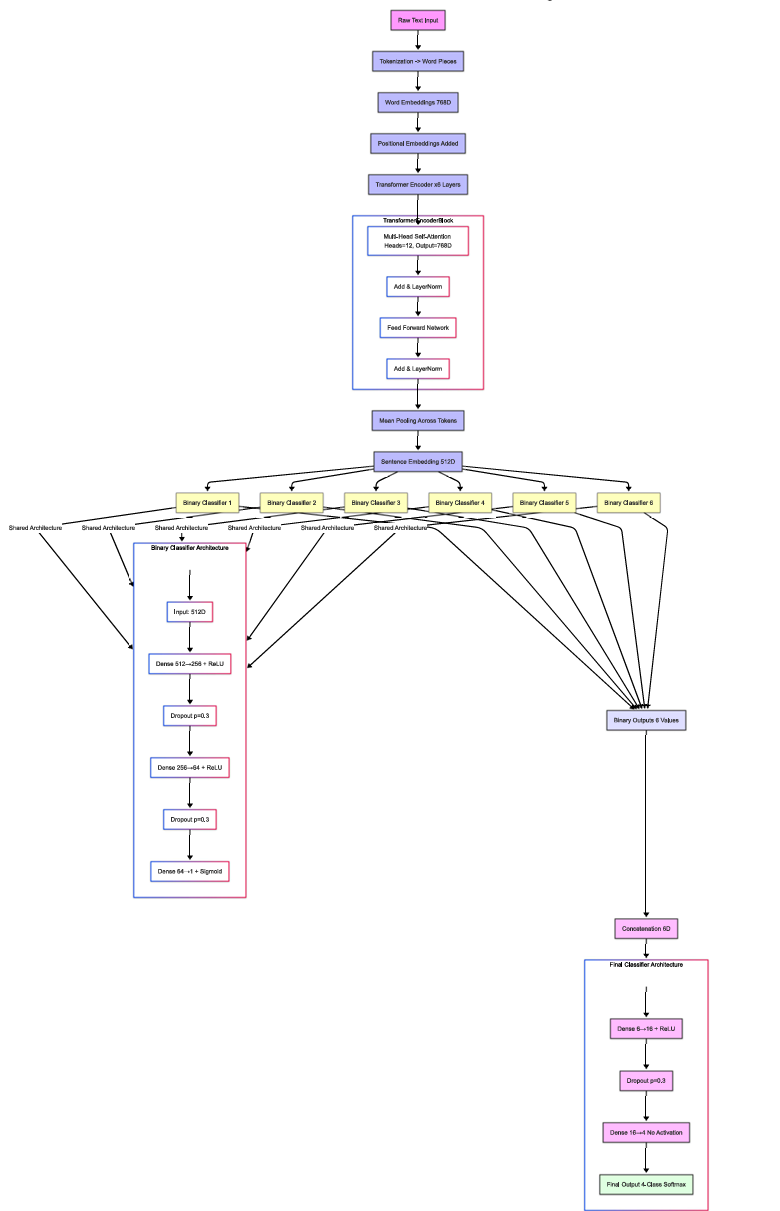 Raw Text Input
Tokenization -> Word Pieces
Word Embeddings 768D
Positional Embeddings Added
Transformer Encoder x6 Layers
TransformerEncoderBlock
Multi-Head Self-Attention
Heads=12, Output=768D
Add & LayerNorm
Feed Forward Network
Add & LayerNorm
Mean Pooling Across Tokens
Sentence Embedding 512D
Binary Classifier 1
Binary Classifier 2
Binary Classifier 3
Binary Classifier 4
Binary Classifier 5
Binary Classifier 6
Shared Architecture
Shared Architecture
Shared Architecture
Shared Architecture
Shared Architecture
Shared Architecture
Binary Classifier Architecture
Input: 512D
Dense 512→256 + ReLU
Dropout p=0.3
Dense 256→64 + ReLU
Dropout p=0.3
Dense 64→1 + Sigmoid
Binary Outputs 6 Values
Concatenation 6D
Final Classifier Architecture
Dense 6→16 + ReLU
Dropout p=0.3
Dense 16→4 No Activation
Final Output 4-Class Softmax